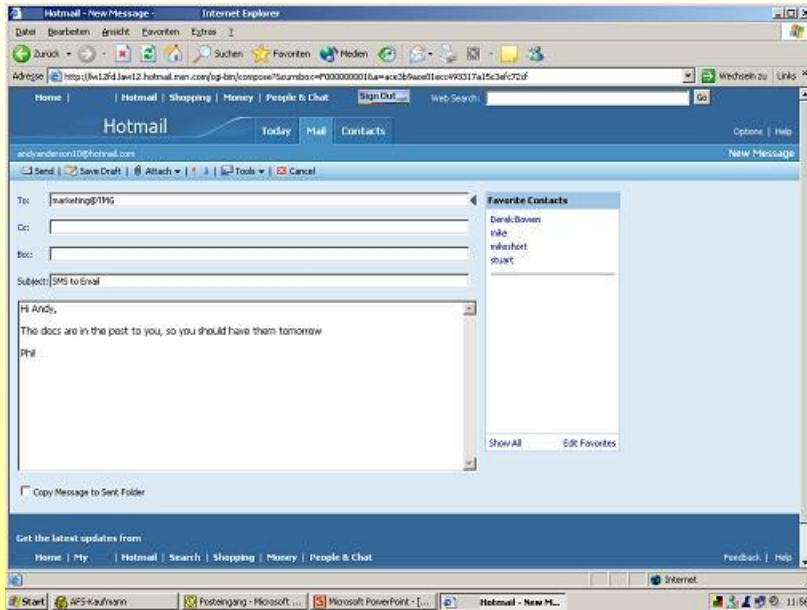 Hotmail - New Message - Internet Explorer
Datei Bearbeiten Ansicht Favoriten Extras ?
Zurück Suchen Favoriten Medien
Adresse Wechseln zu Links
Home | | Hotmail | Shopping | Money | People & Chat Sign Out Web Search: Go
Hotmail Today Mail Contacts Options | Help
andyanderson10@hotmail.com New Message
Send | Save Draft | Attach | Tools | Cancel
To: marketing@TMG Favorite Contacts
Derek Bowen
Cc: mike
mikeshort
Bcc: stuart
Subject: SMS to Email
Hi Andy,
The docs are in the post to you, so you should have them tomorrow
Phil
Show All Edit Favorites
Copy Message to Sent Folder
Get the latest updates from
Home | My | Hotmail | Search | Shopping | Money | People & Chat Feedback | Help
Internet
Start APS-Kaufmann Posteingang - Microsoft ... Microsoft PowerPoint - [... Hotmail - New M...